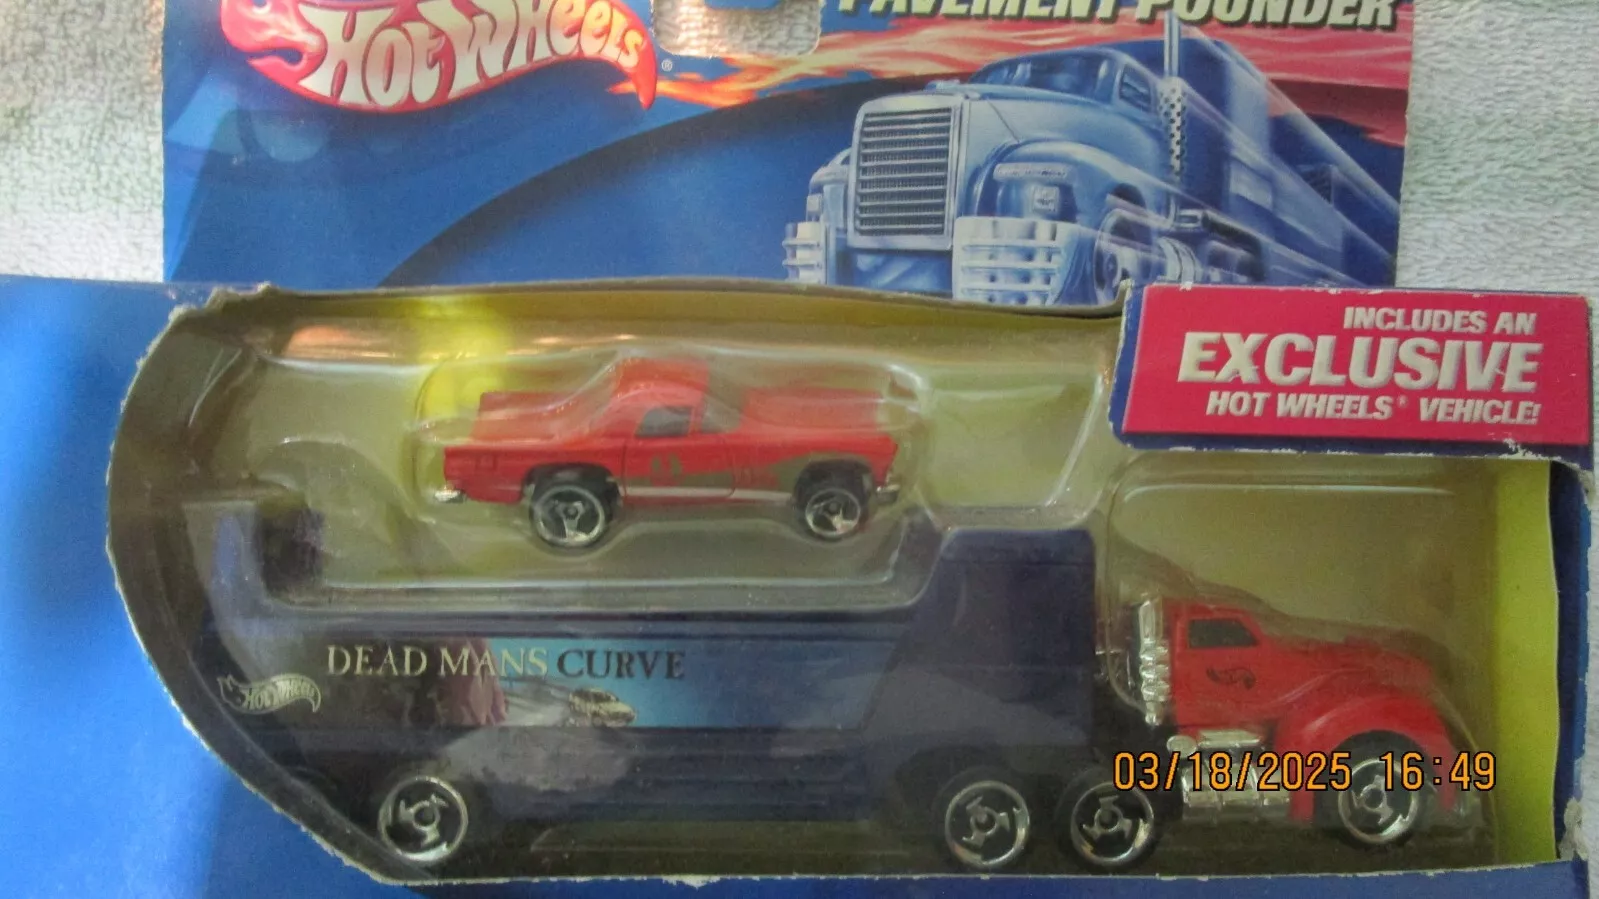 HOT WHEELS®
PAVEMENT POUNDER
INCLUDES AN
EXCLUSIVE
HOT WHEELS® VEHICLE!
DEAD MANS CURVE
HOT WHEELS
03/18/2025 16:49